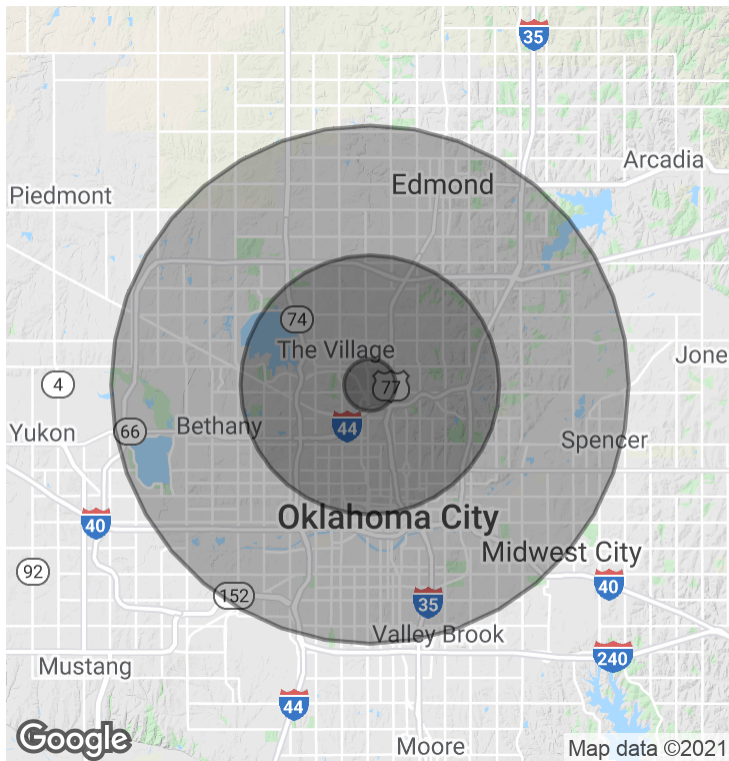 35
Arcadia
Edmond
Piedmont
74
The Village
Jone
4
77
66
Bethany
44
Yukon
Spencer
Oklahoma City
40
Midwest City
92
40
152
35
Valley Brook
240
Mustang
44
Google
Moore
Map data ©2021